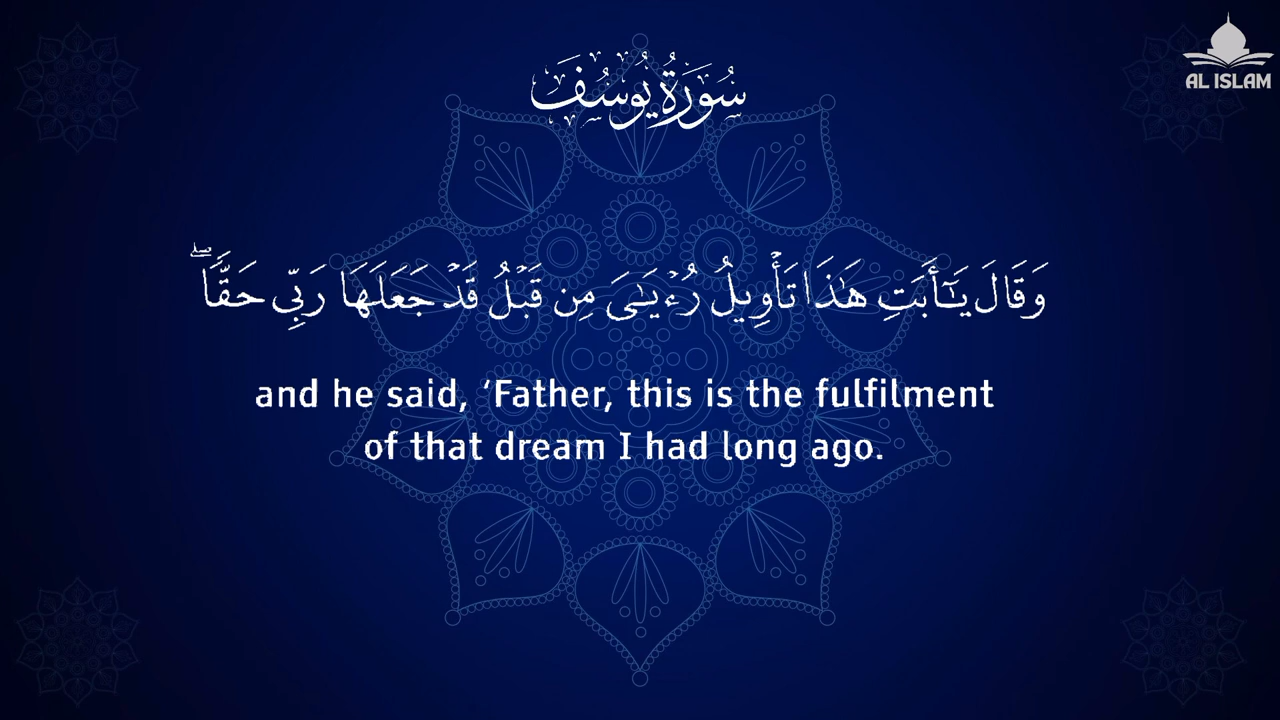 AL ISLAM
سُورَةُ يُوسُفَ
وَقَالَ يَـٰٓأَبَتِ هَـٰذَا تَأْوِيلُ رُءْيَـٰىَ مِن قَبْلُ قَدْ جَعَلَهَا رَبِّى حَقًّا ۖ
and he said, ‘Father, this is the fulfilment
of that dream I had long ago.